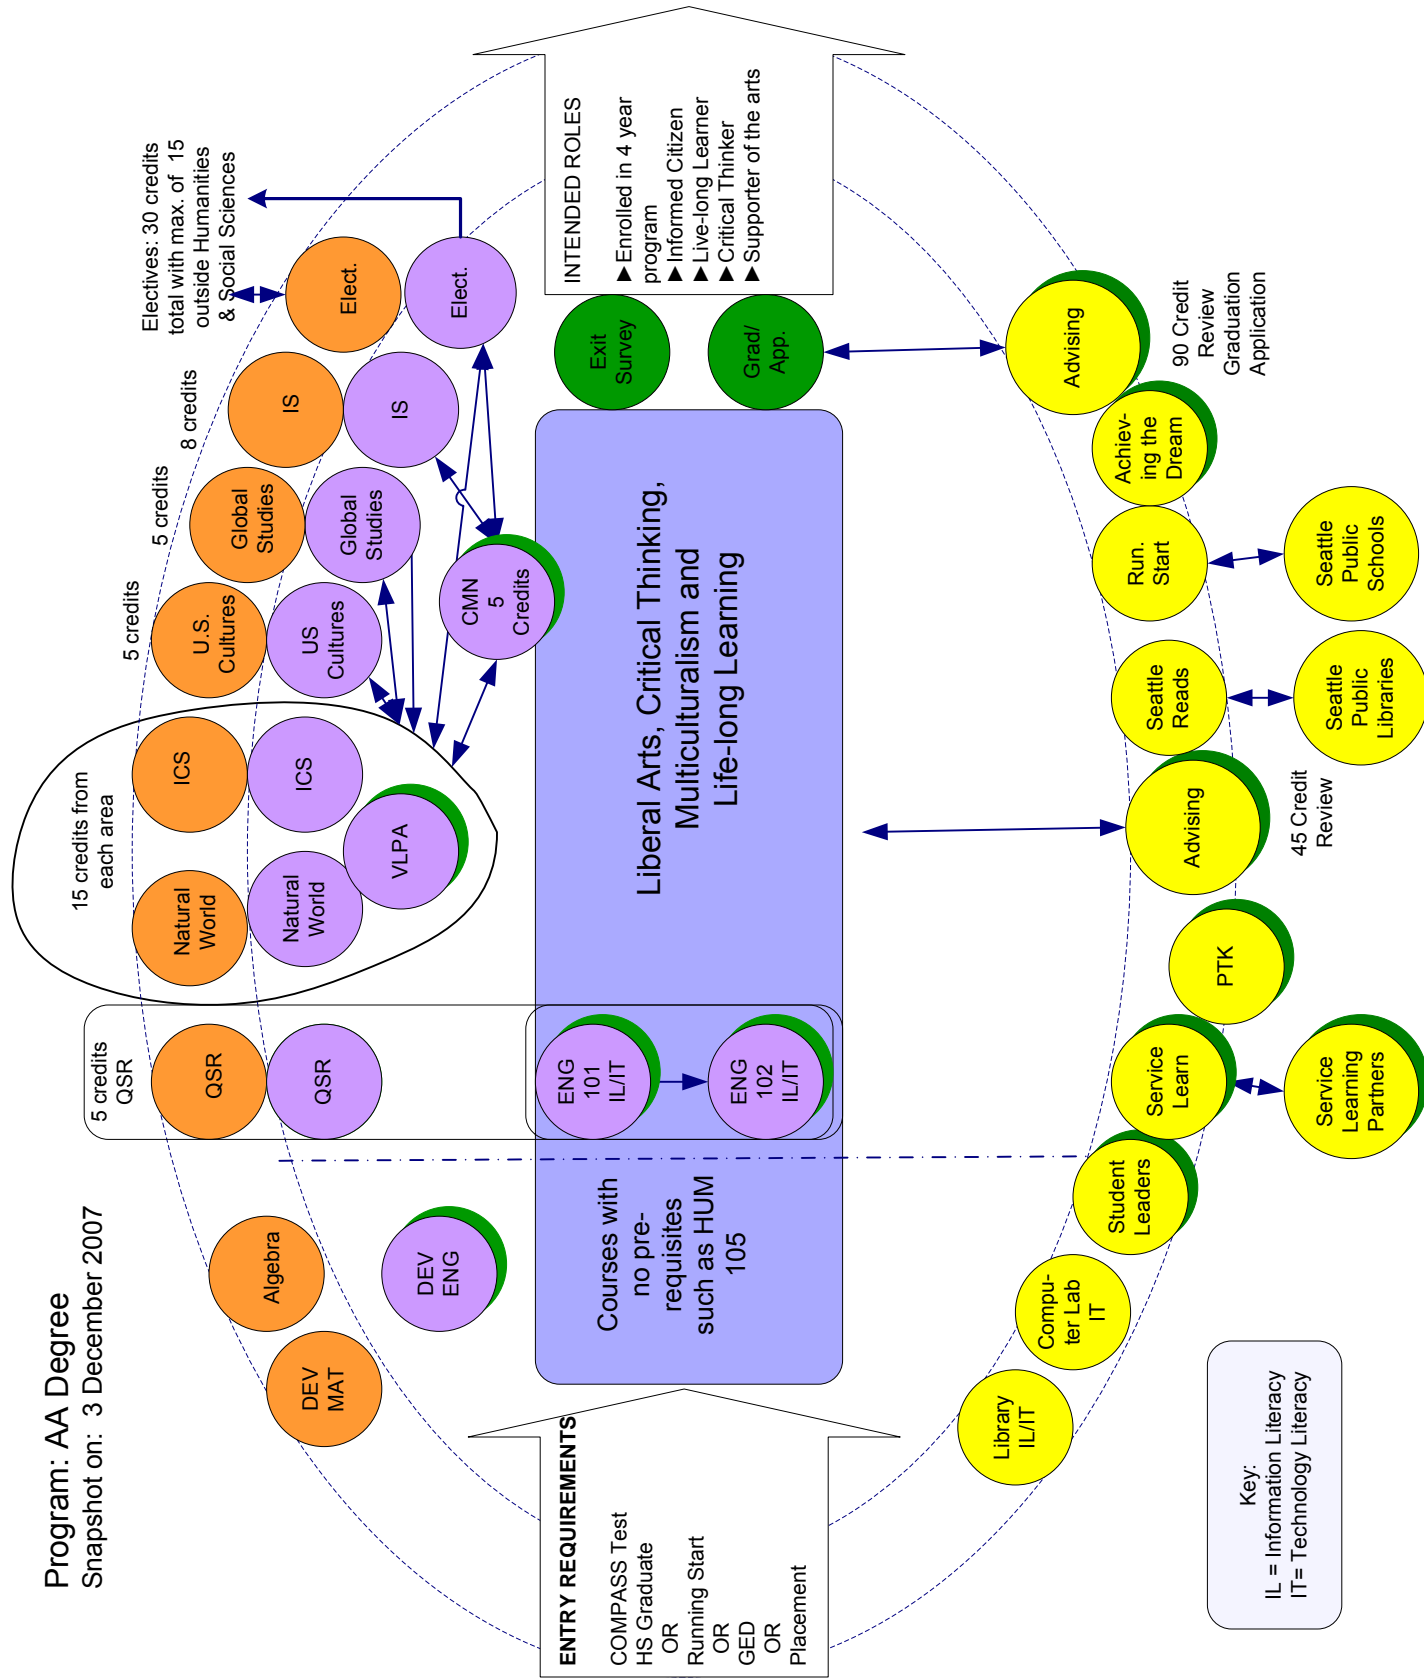 Program: AA Degree
Snapshot on: 3 December 2007
ENTRY REQUIREMENTS
COMPASS Test
HS Graduate
OR
Running Start
OR
GED
OR
Placement
DEV
MAT
Algebra
DEV
ENG
Courses with
no pre-
requisites
such as HUM
105
5 credits
QSR
QSR
QSR
ENG
101
IL/IT
ENG
102
IL/IT
15 credits from
each area
Natural
World
ICS
Natural
World
ICS
VLPA
5 credits
U.S.
Cultures
US
Cultures
5 credits
Global
Studies
Global
Studies
8 credits
IS
IS
CMN
5
Credits
Electives: 30 credits
total with max. of 15
outside Humanities
& Social Sciences
Elect.
Elect.
Liberal Arts, Critical Thinking,
Multiculturalism and
Life-long Learning
Exit
Survey
Grad/
App.
INTENDED ROLES
▶Enrolled in 4 year
program
▶Informed Citizen
▶Live-long Learner
▶Critical Thinker
▶Supporter of the arts
Library
IL/IT
Compu-
ter Lab
IT
Student
Leaders
Service
Learn
Service
Learning
Partners
PTK
Advising
45 Credit
Review
Seattle
Reads
Seattle
Public
Libraries
Run.
Start
Seattle
Public
Schools
Achiev-
ing the
Dream
Advising
90 Credit
Review
Graduation
Application
Key:
IL = Information Literacy
IT= Technology Literacy